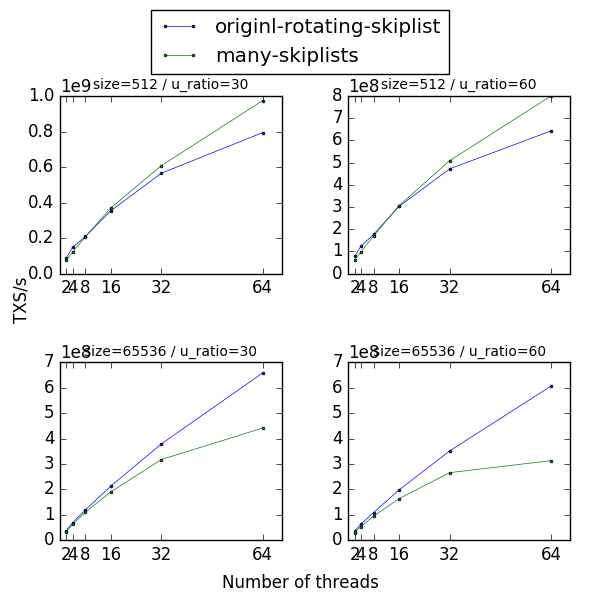 originl-rotating-skiplist
many-skiplists
1e9 size=512 / u_ratio=30
1.0
0.8
0.6
0.4
0.2
0.0
2 4 8 16 32 64
1e8 size=512 / u_ratio=60
8
7
6
5
4
3
2
1
0
2 4 8 16 32 64
TXS/s
1e8 size=65536 / u_ratio=30
7
6
5
4
3
2
1
0
2 4 8 16 32 64
1e8 size=65536 / u_ratio=60
7
6
5
4
3
2
1
0
2 4 8 16 32 64
Number of threads